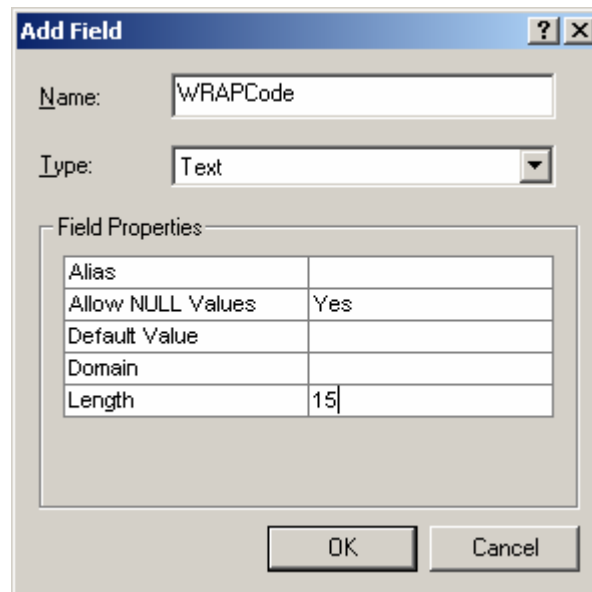 Add Field
Name: WRAPCode
Type: Text
Field Properties
Alias
Allow NULL Values Yes
Default Value
Domain
Length 15
OK Cancel